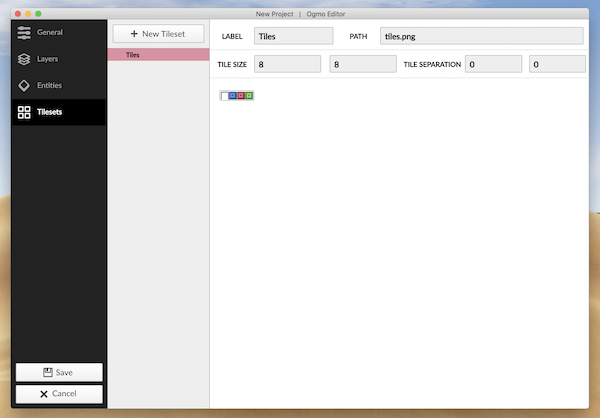 New Project | Ogmo Editor
General
Layers
Entities
Tilesets
Save
Cancel
+ New Tileset
Tiles
LABEL Tiles PATH tiles.png
TILE SIZE 8 8 TILE SEPARATION 0 0